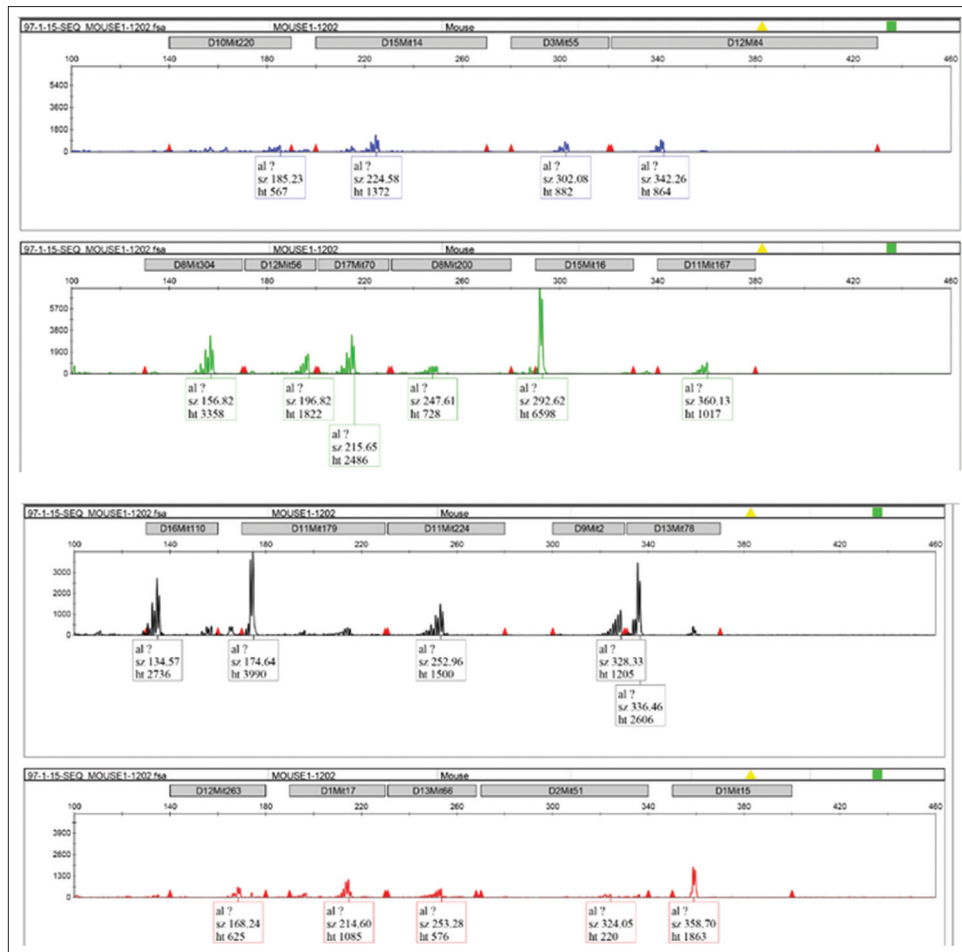 97-1-15-SEQ_MOUSE1-1202.fsa MOUSE1-1202 Mouse
D10Mit220 D15Mit14 D3Mit55 D12Mit4
100 140 180 220 260 300 340 380 420 460
5400
3600
1800
0
al ? al ? al ? al ?
sz 185.23 sz 224.58 sz 302.08 sz 342.26
ht 567 ht 1372 ht 882 ht 864
97-1-15-SEQ_MOUSE1-1202.fsa MOUSE1-1202 Mouse
D8Mit304 D12Mit56 D17Mit70 D8Mit200 D15Mit16 D11Mit167
100 140 180 220 260 300 340 380 420 460
5700
3800
1900
0
al ? al ? al ? al ? al ?
sz 156.82 sz 196.82 sz 247.61 sz 292.62 sz 360.13
ht 3358 ht 1822 ht 728 ht 6598 ht 1017
al ?
sz 215.65
ht 2486
97-1-15-SEQ_MOUSE1-1202.fsa MOUSE1-1202 Mouse
D16Mit110 D11Mit179 D11Mit224 D9Mit2 D13Mit78
100 140 180 220 260 300 340 380 420 460
3000
2000
1000
0
al ? al ? al ? al ?
sz 134.57 sz 174.64 sz 252.96 sz 328.33
ht 2736 ht 3990 ht 1500 ht 1205
al ?
sz 336.46
ht 2606
97-1-15-SEQ_MOUSE1-1202.fsa MOUSE1-1202 Mouse
D12Mit263 D1Mit17 D13Mit66 D2Mit51 D1Mit15
100 140 180 220 260 300 340 380 420 460
3900
2600
1300
0
al ? al ? al ? al ? al ?
sz 168.24 sz 214.60 sz 253.28 sz 324.05 sz 358.70
ht 625 ht 1085 ht 576 ht 220 ht 1863